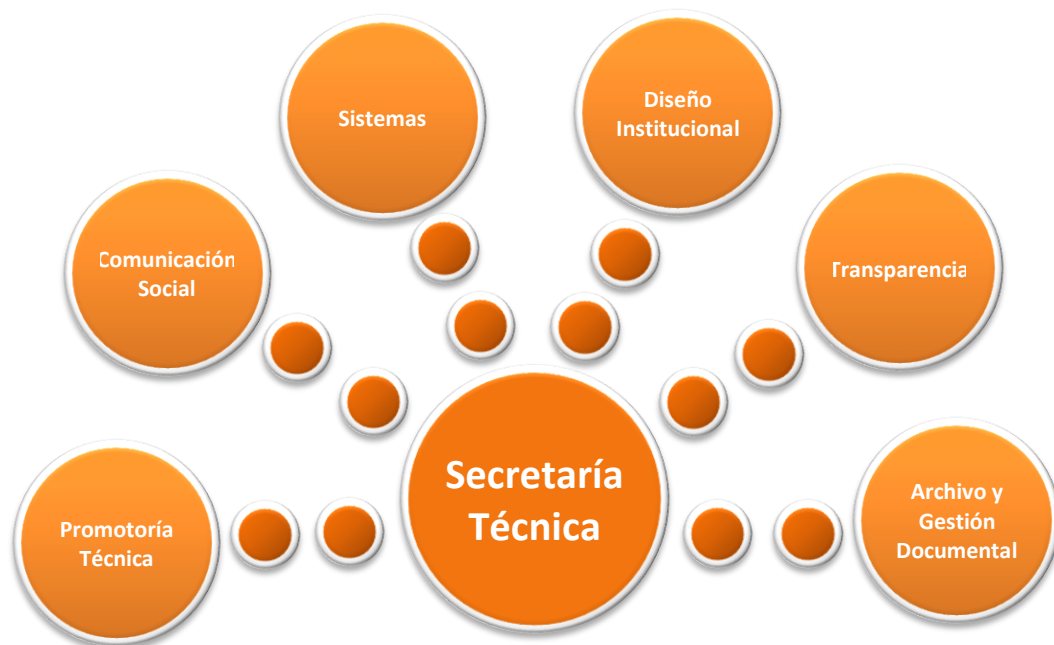 Sistemas
Diseño
Institucional
Comunicación
Social
Transparencia
Secretaría
Técnica
Promotoría
Técnica
Archivo y
Gestión
Documental